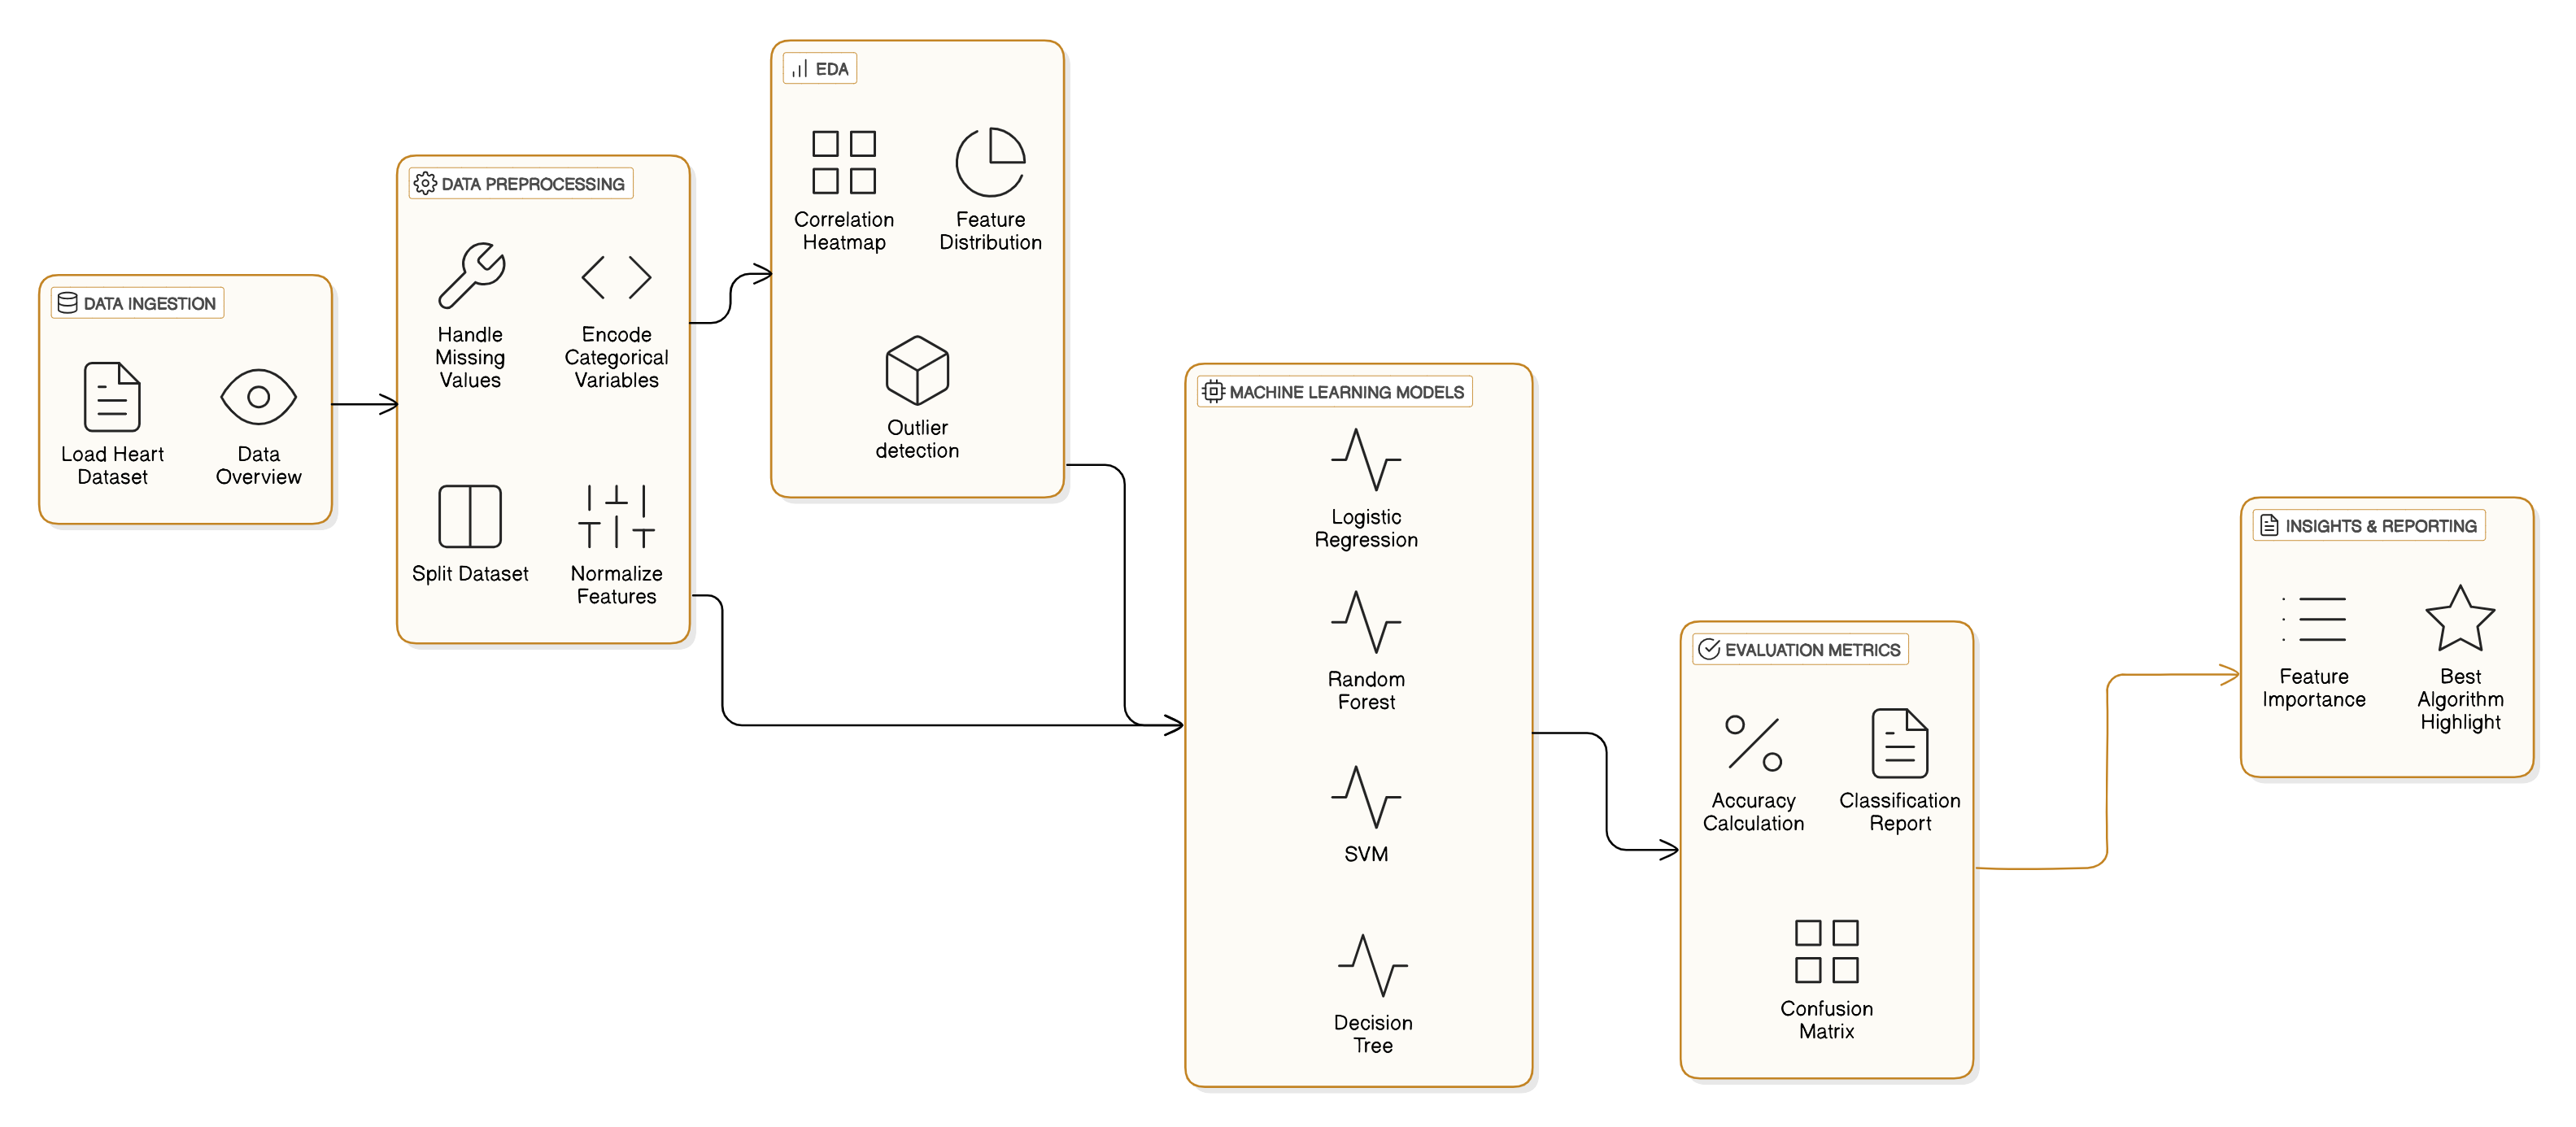 DATA INGESTION
Load Heart
Dataset
Data
Overview
DATA PREPROCESSING
Handle
Missing
Values
Encode
Categorical
Variables
Split Dataset
Normalize
Features
EDA
Correlation
Heatmap
Feature
Distribution
Outlier
detection
MACHINE LEARNING MODELS
Logistic
Regression
Random
Forest
SVM
Decision
Tree
EVALUATION METRICS
Accuracy
Calculation
Classification
Report
Confusion
Matrix
INSIGHTS & REPORTING
Feature
Importance
Best
Algorithm
Highlight